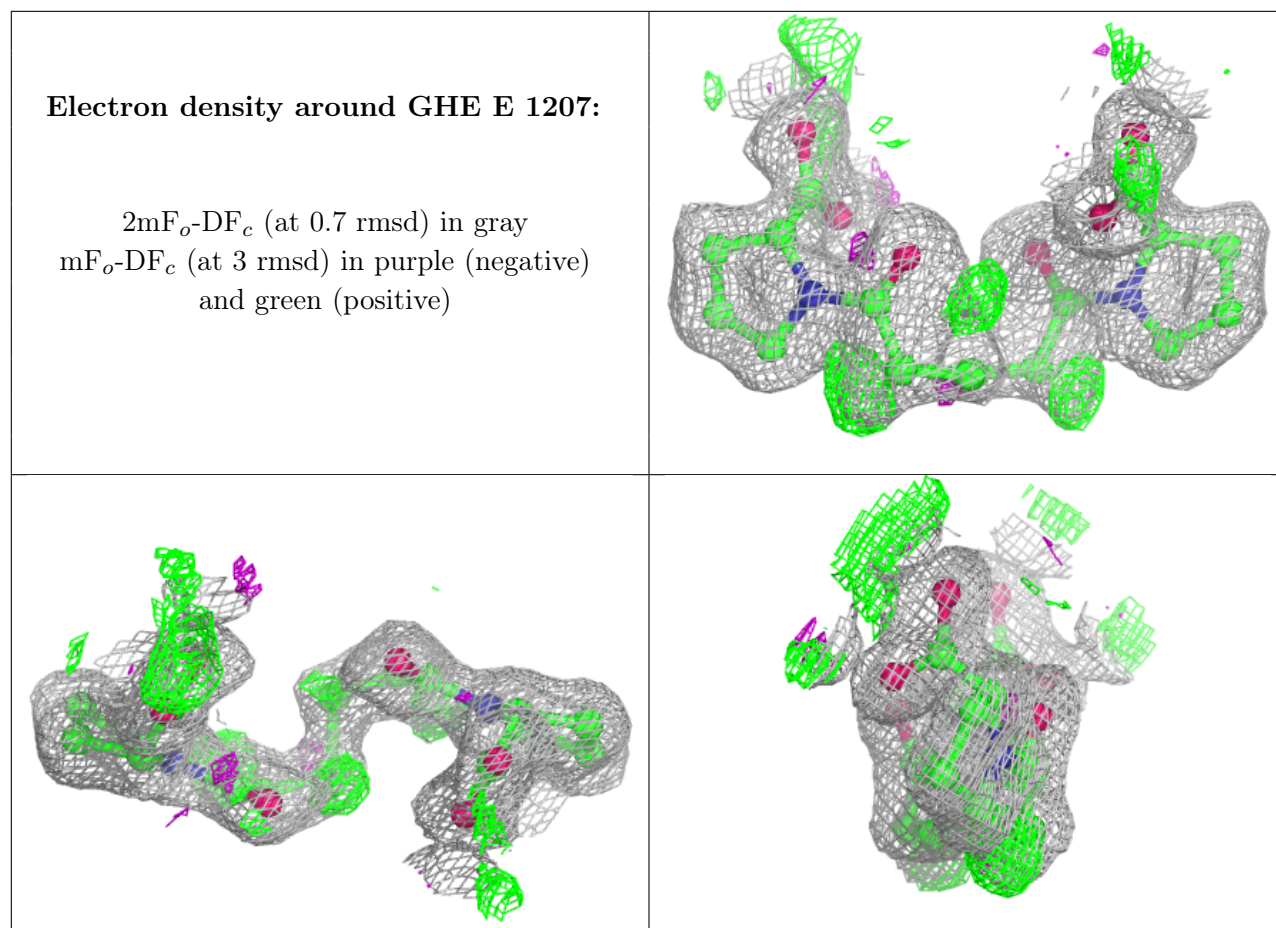 Electron density around GHE E 1207:
2mFo-DFc (at 0.7 rmsd) in gray
mFo-DFc (at 3 rmsd) in purple (negative)
and green (positive)